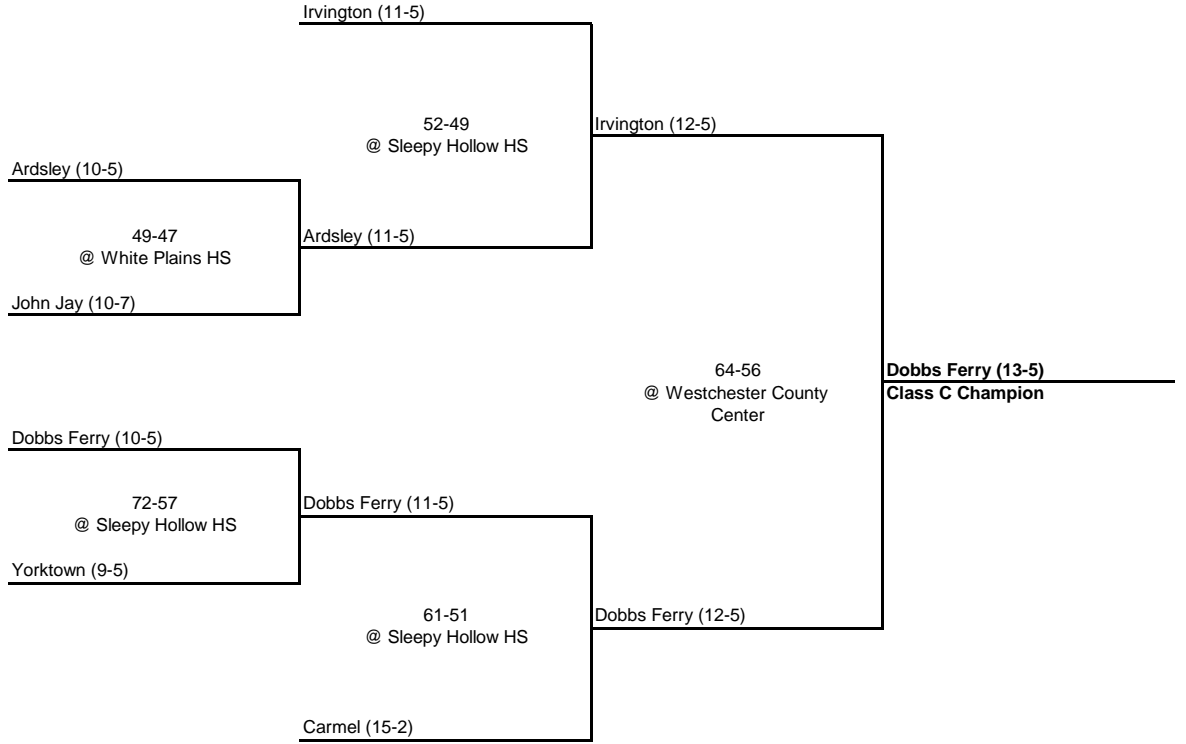 Irvington (11-5)
52-49
@ Sleepy Hollow HS
Irvington (12-5)
Ardsley (10-5)
49-47
@ White Plains HS
Ardsley (11-5)
John Jay (10-7)
64-56
@ Westchester County
Center
Dobbs Ferry (13-5)
Class C Champion
Dobbs Ferry (10-5)
72-57
@ Sleepy Hollow HS
Dobbs Ferry (11-5)
Yorktown (9-5)
61-51
@ Sleepy Hollow HS
Dobbs Ferry (12-5)
Carmel (15-2)